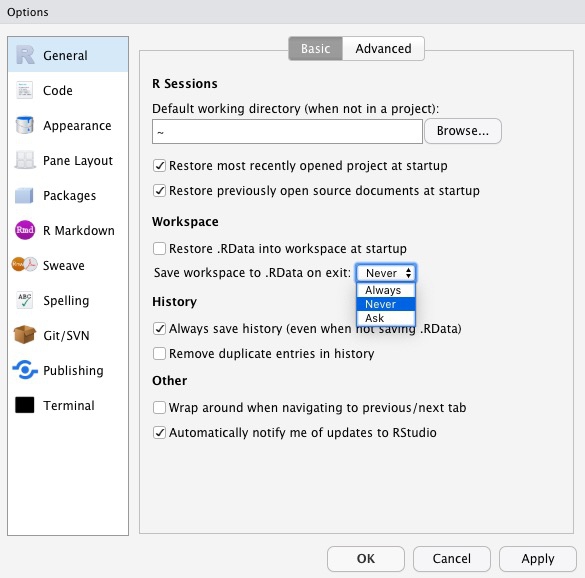 Options
General
Code
Appearance
Pane Layout
Packages
Rmd
R Markdown
Sweave
ABC
Spelling
Git/SVN
Publishing
Terminal
Basic
Advanced
R Sessions
Default working directory (when not in a project):
~
Browse...
Restore most recently opened project at startup
Restore previously open source documents at startup
Workspace
Restore .RData into workspace at startup
Save workspace to .RData on exit: Never
Always
Never
Ask
History
Always save history (even when not saving .RData)
Remove duplicate entries in history
Other
Wrap around when navigating to previous/next tab
Automatically notify me of updates to RStudio
OK
Cancel
Apply